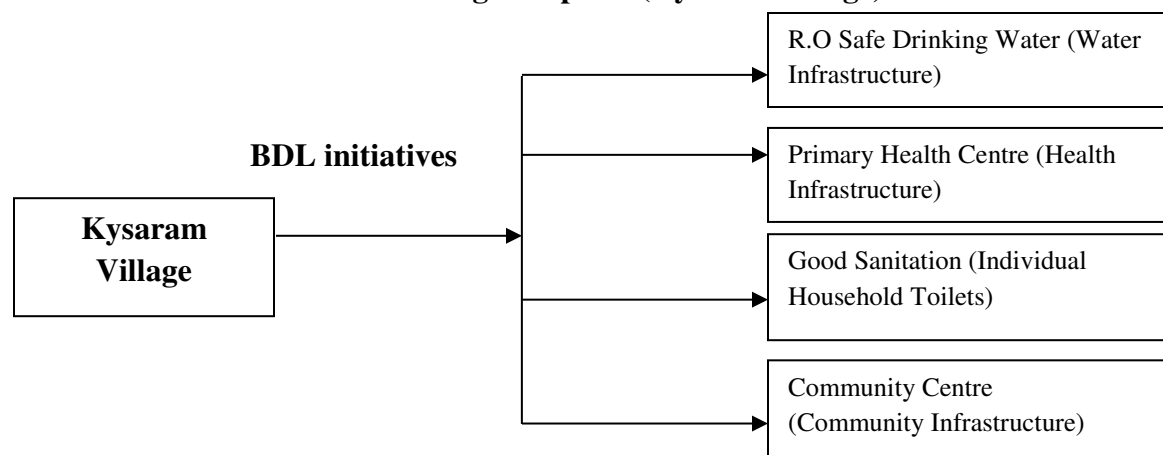 R.O Safe Drinking Water (Water
Infrastructure)
BDL initiatives
Primary Health Centre (Health
Infrastructure)
Kysaram
Village
Good Sanitation (Individual
Household Toilets)
Community Centre
(Community Infrastructure)